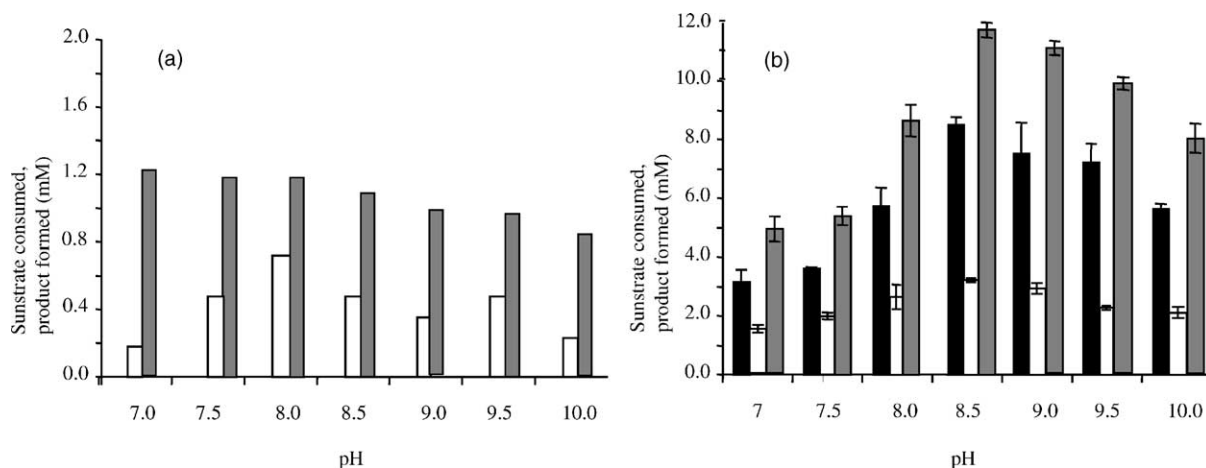 (a)
2.0
1.6
1.2
0.8
0.4
0.0
Sunstrate consumed,
product formed (mM)
7.0 7.5 8.0 8.5 9.0 9.5 10.0
pH
(b)
12.0
10.0
8.0
6.0
4.0
2.0
0.0
Sunstrate consumed,
product formed (mM)
7 7.5 8.0 8.5 9.0 9.5 10.0
pH